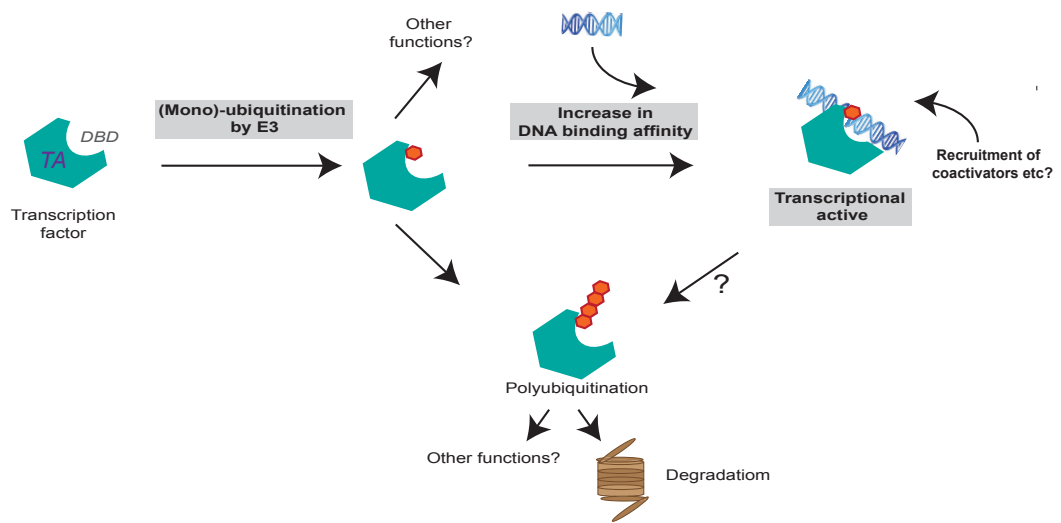 Other
functions?
(Mono)-ubiquitination
by E3
Increase in
DNA binding affinity
DBD
TA
Transcription
factor
Recruitment of
coactivators etc?
Transcriptional
active
?
Polyubiquitination
Other functions?
Degradatiom